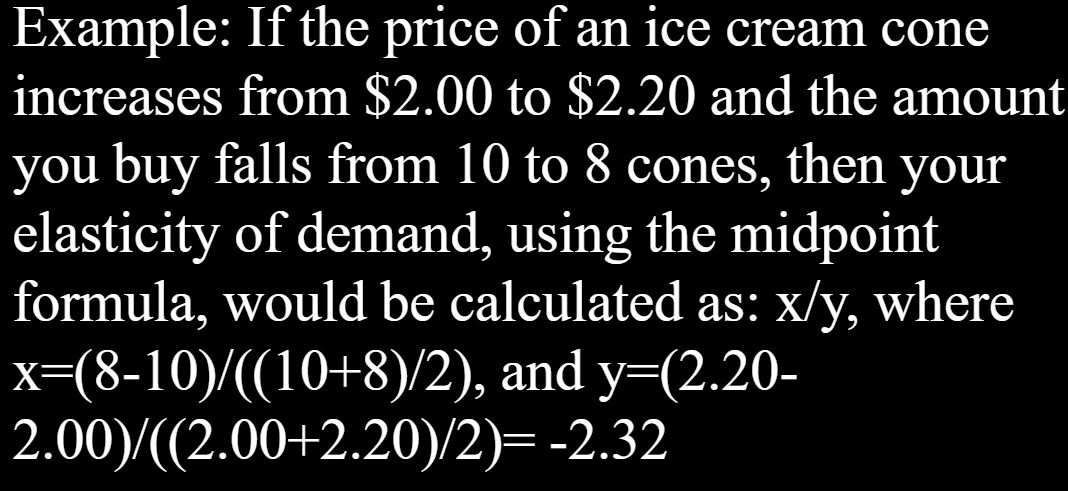 Example: If the price of an ice cream cone
increases from $2.00 to $2.20 and the amount
you buy falls from 10 to 8 cones, then your
elasticity of demand, using the midpoint
formula, would be calculated as: x/y, where
x=(8-10)/((10+8)/2), and y=(2.20-
2.00)/((2.00+2.20)/2)= -2.32